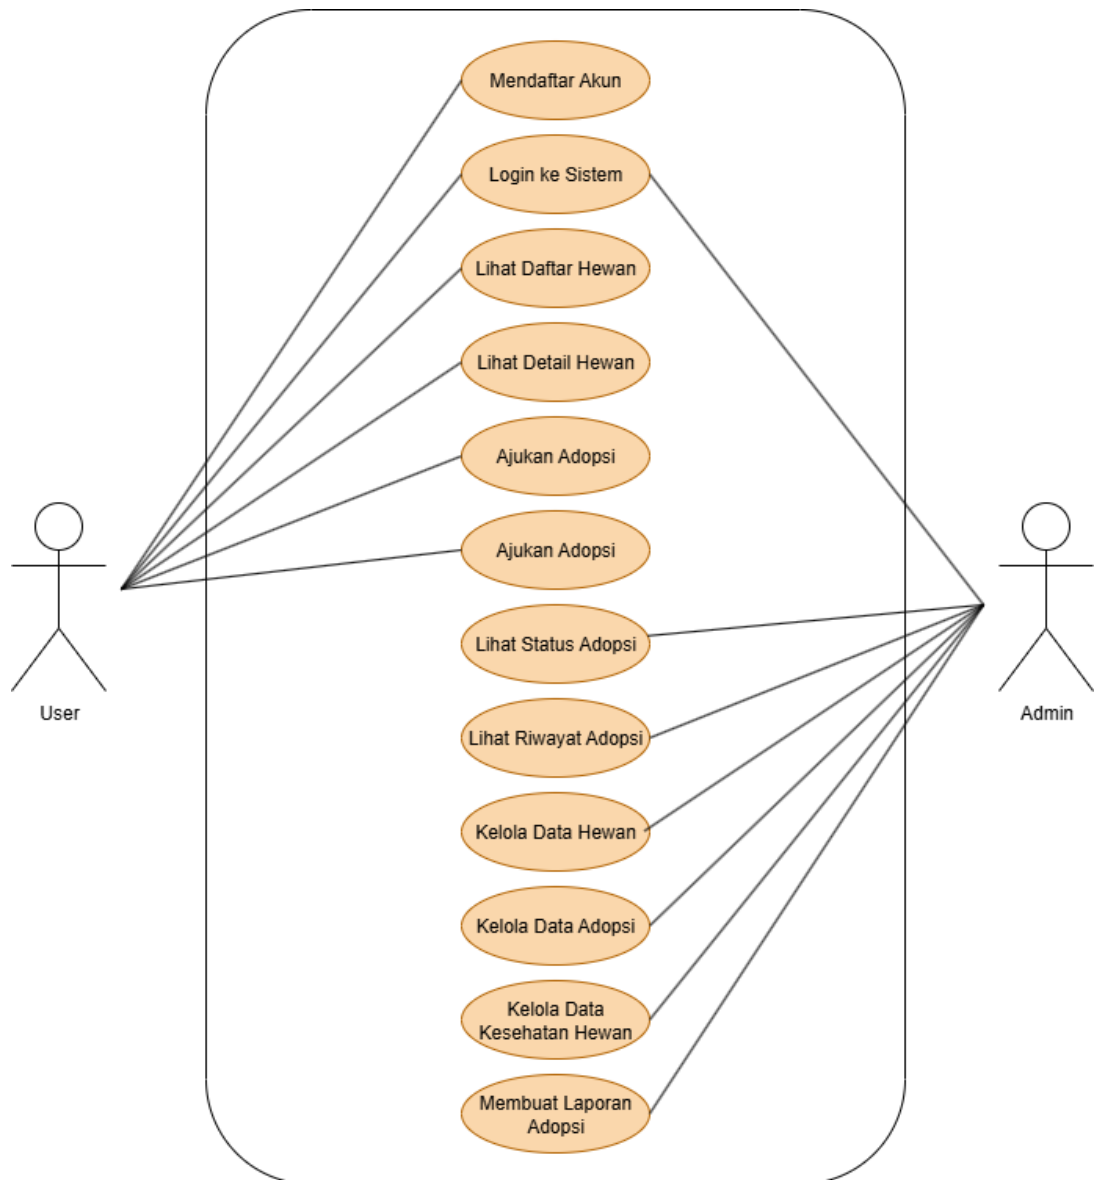 Mendaftar Akun
Login ke Sistem
Lihat Daftar Hewan
Lihat Detail Hewan
Ajukan Adopsi
Ajukan Adopsi
Lihat Status Adopsi
User
Admin
Lihat Riwayat Adopsi
Kelola Data Hewan
Kelola Data Adopsi
Kelola Data
Kesehatan Hewan
Membuat Laporan
Adopsi